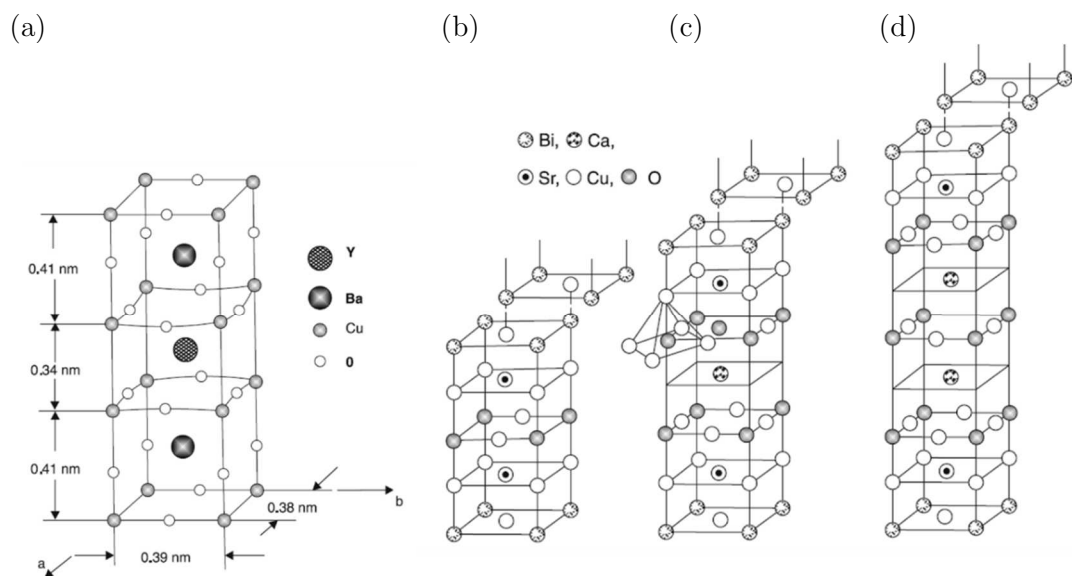 (a)
(b)
(c)
(d)
Bi, Ca,
Sr, Cu, O
0.41 nm
0.34 nm
0.41 nm
Y
Ba
Cu
0
b
0.38 nm
0.39 nm
a